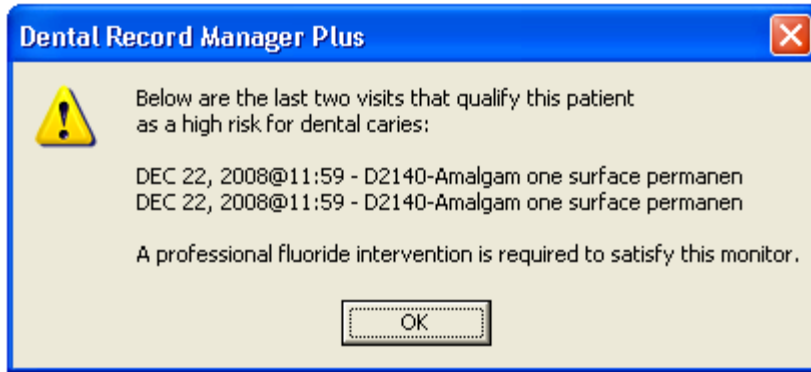 Dental Record Manager Plus
Below are the last two visits that qualify this patient
as a high risk for dental caries:
DEC 22, 2008@11:59 - D2140-Amalgam one surface permanen
DEC 22, 2008@11:59 - D2140-Amalgam one surface permanen
A professional fluoride intervention is required to satisfy this monitor.
OK